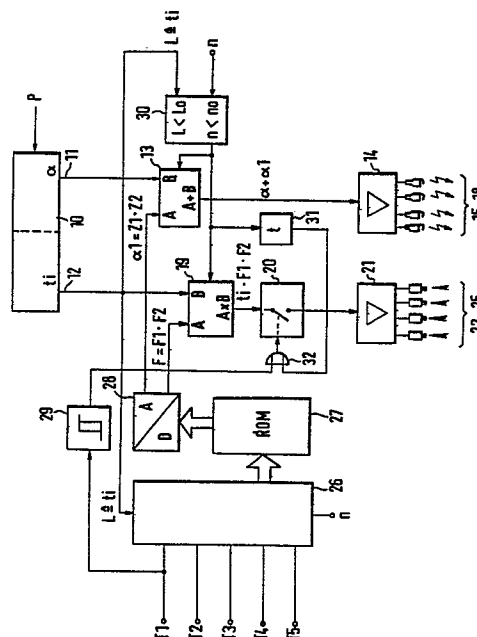 P
ti
10
α
11
12
L ≙ ti
L < Lo
n < no
30
n
13
A
B
A+B
α1 = Z1 · Z2
α + α1
19
A
B
A×B
F = F1 · F2
ti · F1 · F2
28
A
D
29
31
t
20
32
14
15
18
21
22
25
27
ROM
26
L ≙ ti
n
T1
T2
T3
T4
T5